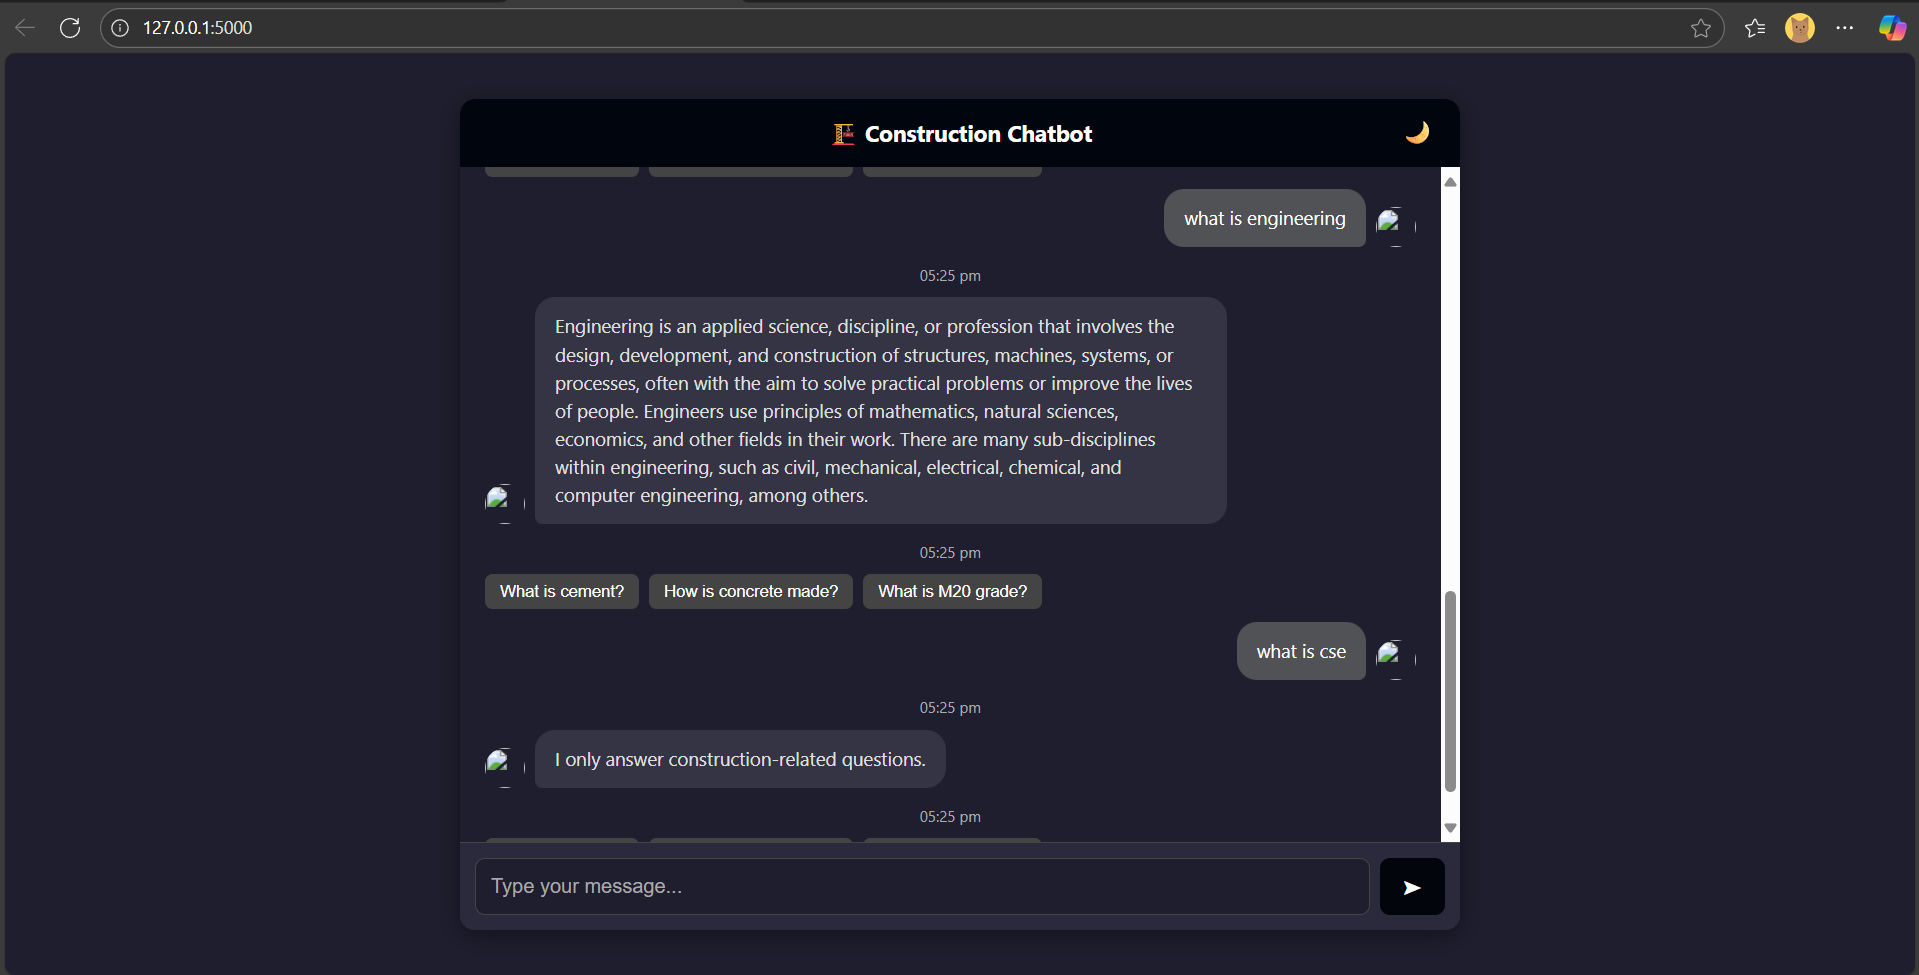 127.0.0.1:5000
Construction Chatbot
what is engineering
05:25 pm
Engineering is an applied science, discipline, or profession that involves the
design, development, and construction of structures, machines, systems, or
processes, often with the aim to solve practical problems or improve the lives
of people. Engineers use principles of mathematics, natural sciences,
economics, and other fields in their work. There are many sub-disciplines
within engineering, such as civil, mechanical, electrical, chemical, and
computer engineering, among others.
05:25 pm
What is cement? How is concrete made? What is M20 grade?
what is cse
05:25 pm
I only answer construction-related questions.
05:25 pm
Type your message...